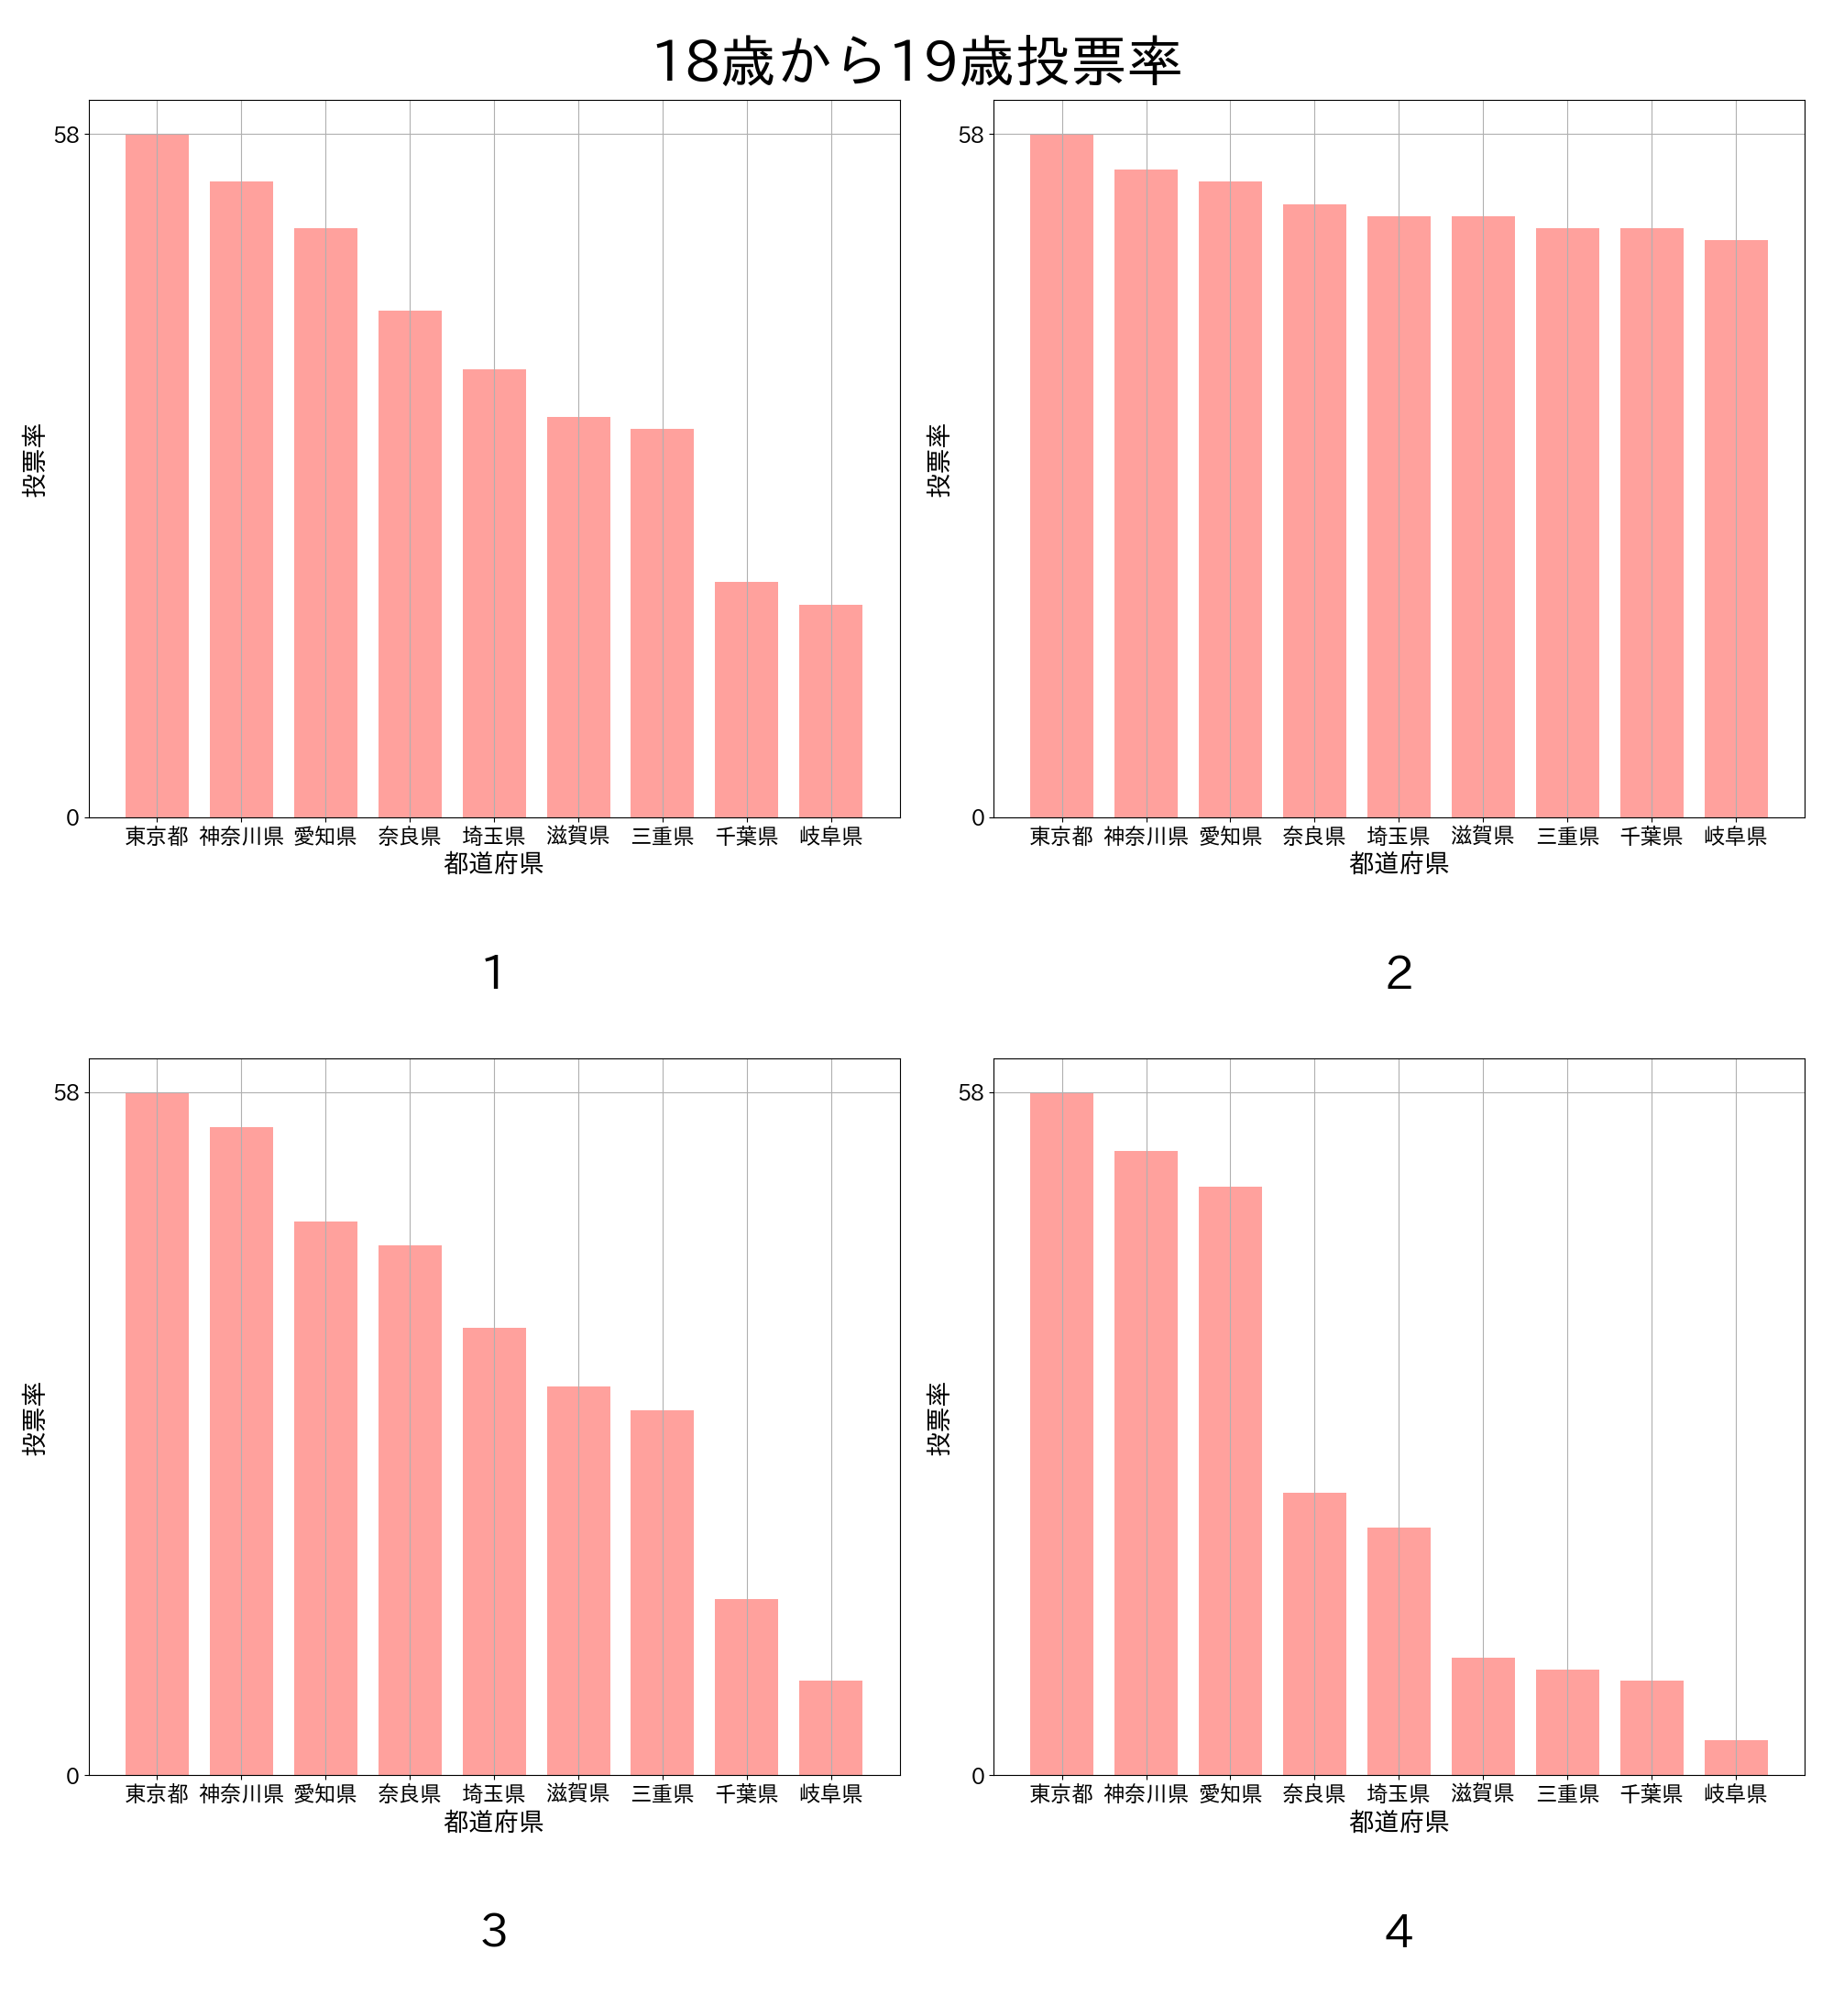 18歳から19歳投票率
58
0
投票率
東京都 神奈川県 愛知県 奈良県 埼玉県 滋賀県 三重県 千葉県 岐阜県
都道府県
1
58
0
投票率
東京都 神奈川県 愛知県 奈良県 埼玉県 滋賀県 三重県 千葉県 岐阜県
都道府県
2
58
0
投票率
東京都 神奈川県 愛知県 奈良県 埼玉県 滋賀県 三重県 千葉県 岐阜県
都道府県
3
58
0
投票率
東京都 神奈川県 愛知県 奈良県 埼玉県 滋賀県 三重県 千葉県 岐阜県
都道府県
4